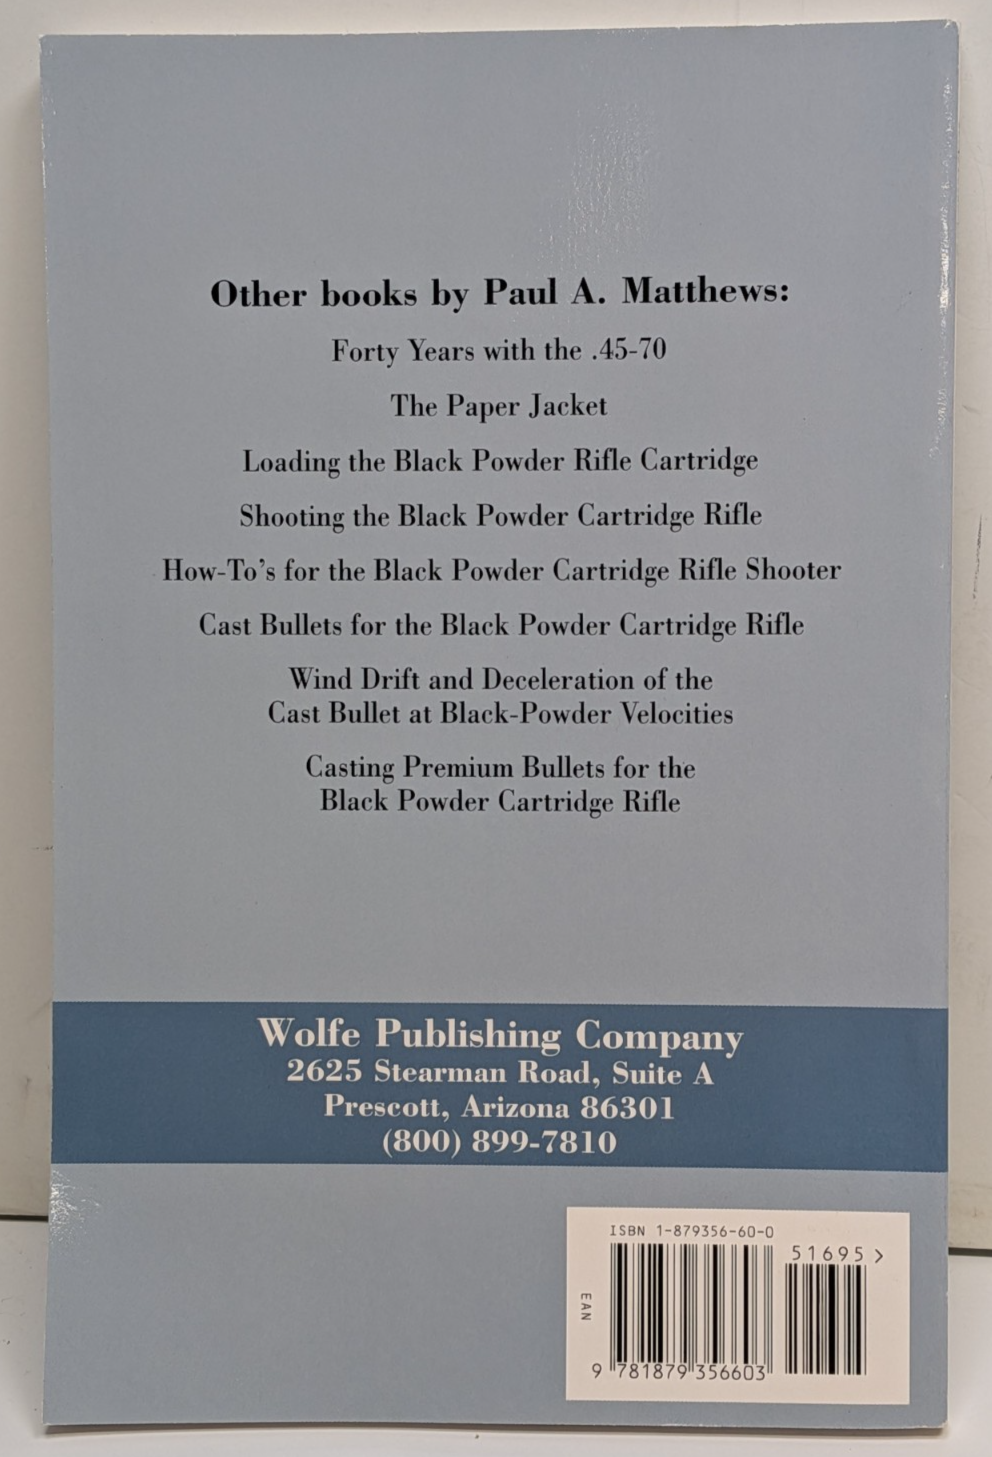 Other books by Paul A. Matthews:
Forty Years with the .45-70
The Paper Jacket
Loading the Black Powder Rifle Cartridge
Shooting the Black Powder Cartridge Rifle
How-To's for the Black Powder Cartridge Rifle Shooter
Cast Bullets for the Black Powder Cartridge Rifle
Wind Drift and Deceleration of the
Cast Bullet at Black-Powder Velocities
Casting Premium Bullets for the
Black Powder Cartridge Rifle
Wolfe Publishing Company
2625 Stearman Road, Suite A
Prescott, Arizona 86301
(800) 899-7810
ISBN 1-879356-60-0
51695>
EAN
9 781879 356603